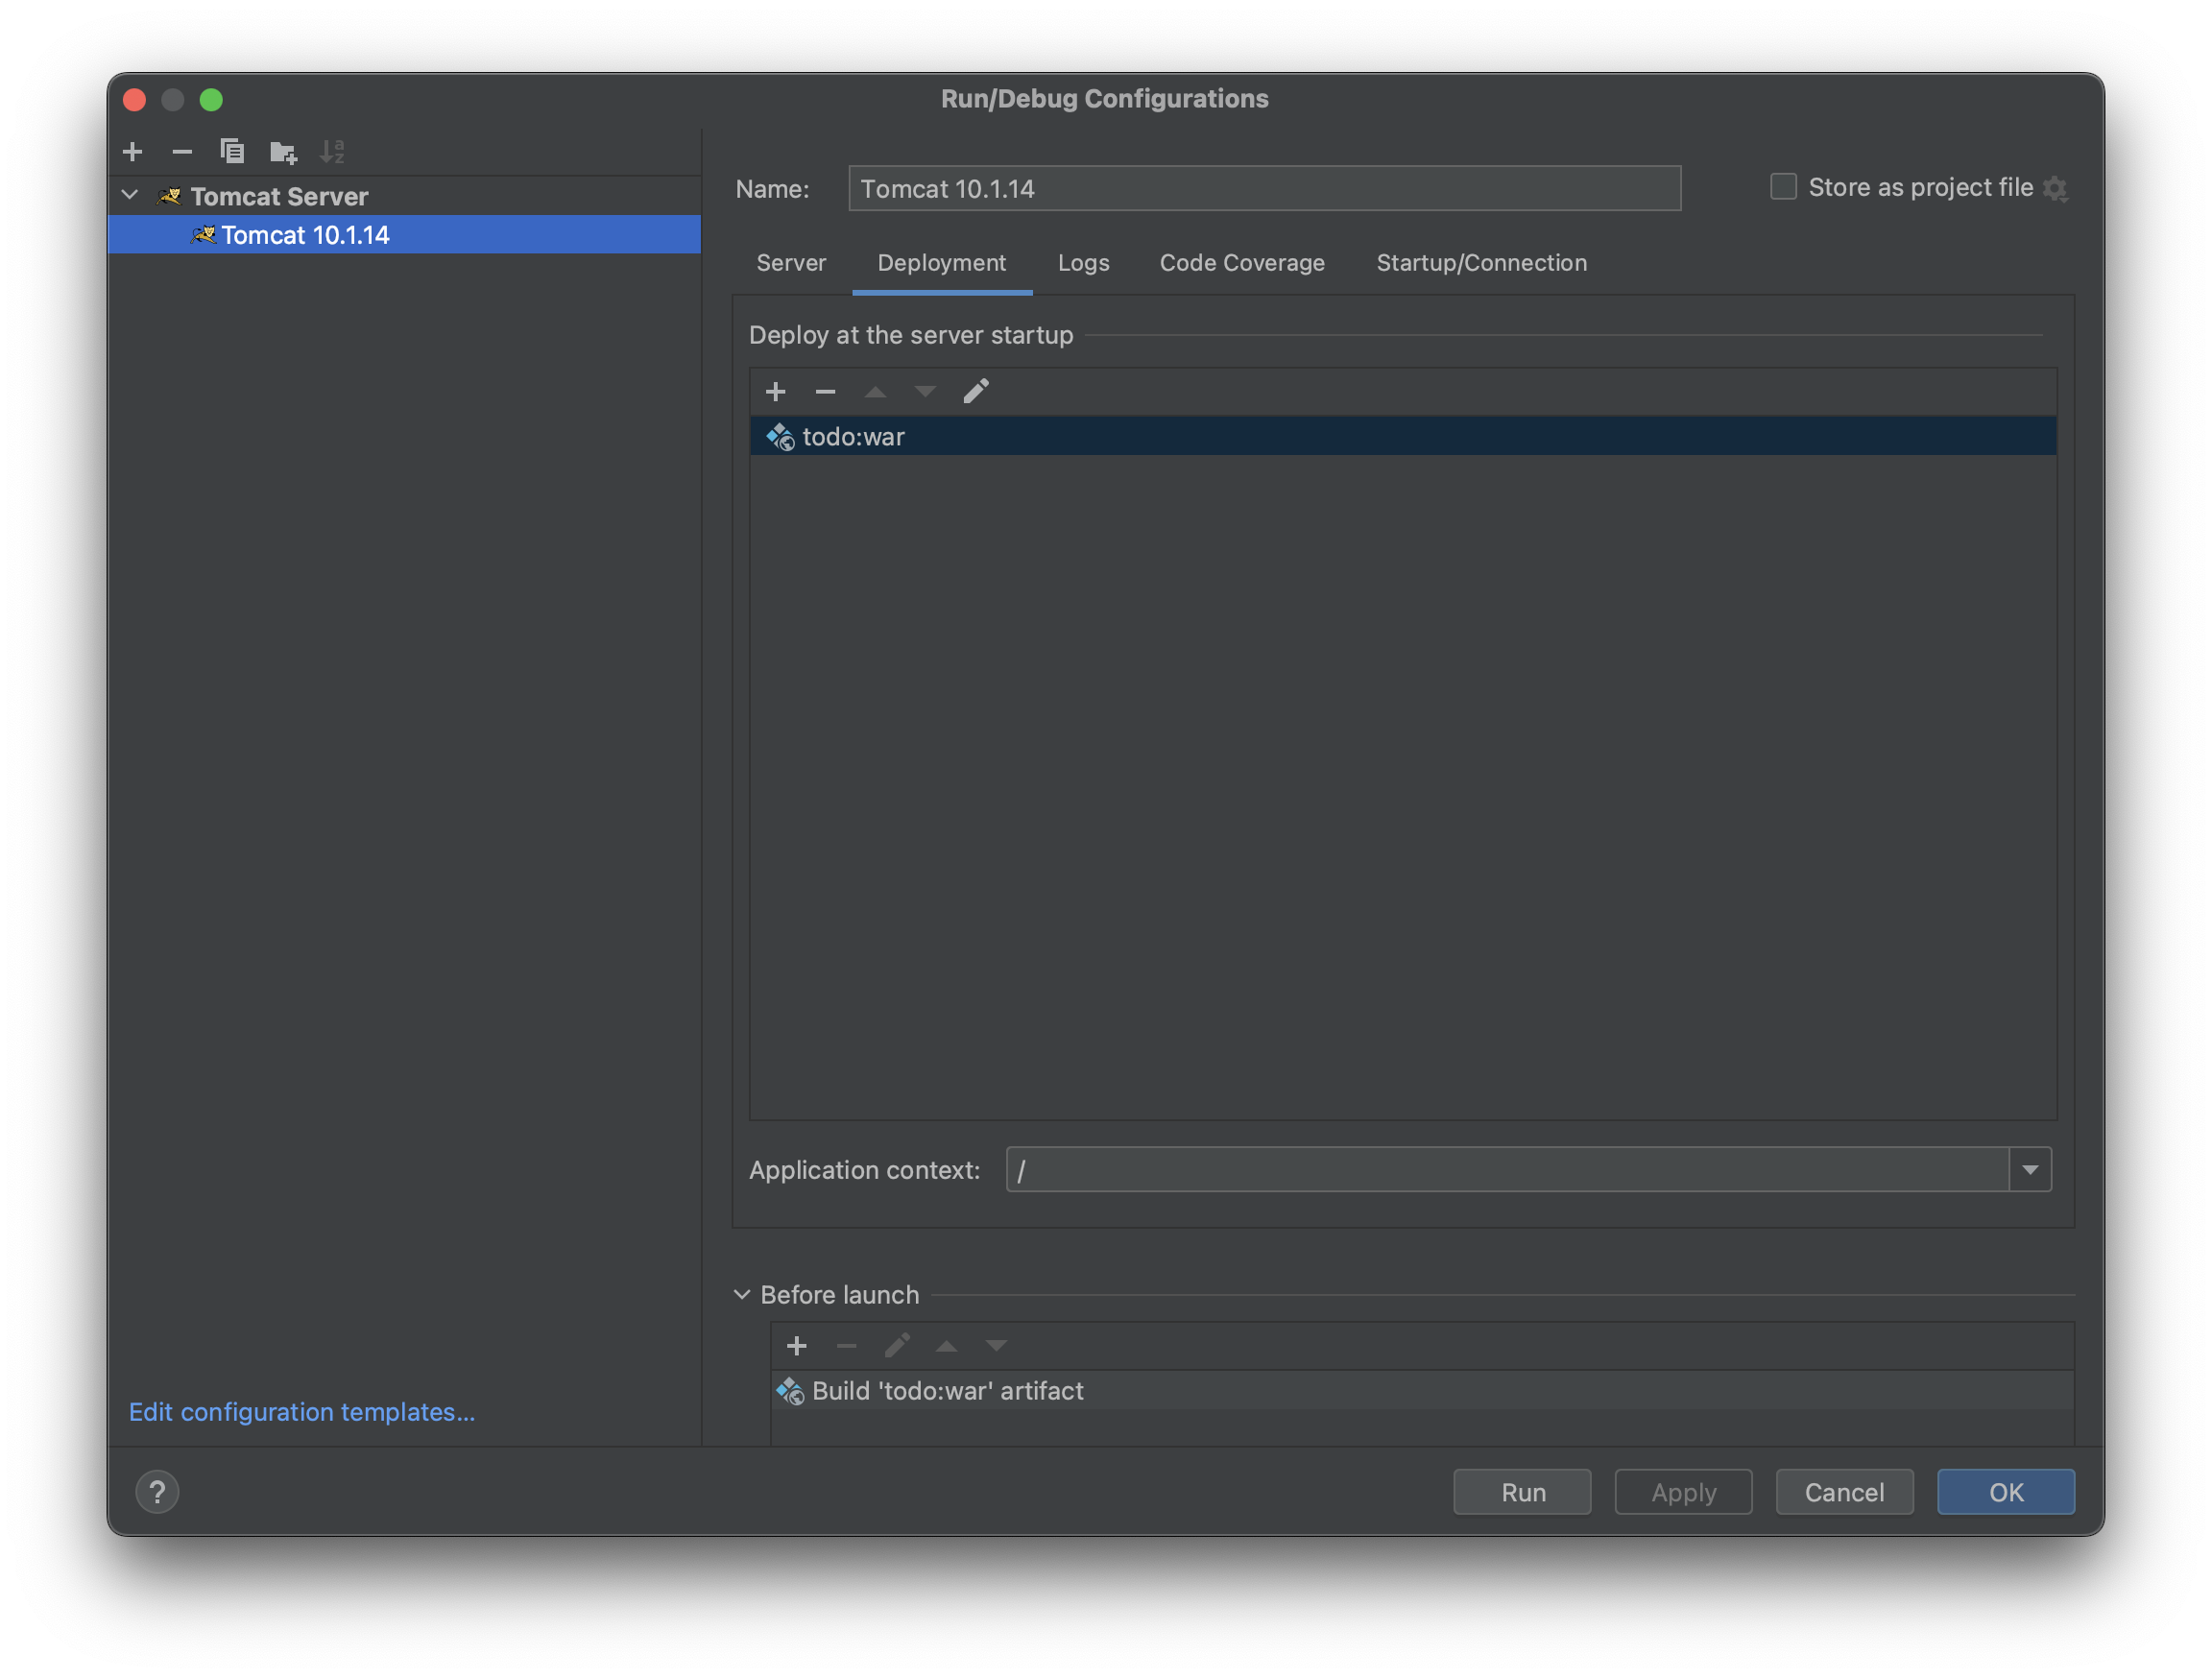 Run/Debug Configurations
Tomcat Server
Tomcat 10.1.14
Edit configuration templates...
Name: Tomcat 10.1.14
Store as project file
Server Deployment Logs Code Coverage Startup/Connection
Deploy at the server startup
todo:war
Application context: /
Before launch
Build 'todo:war' artifact
? Run Apply Cancel OK